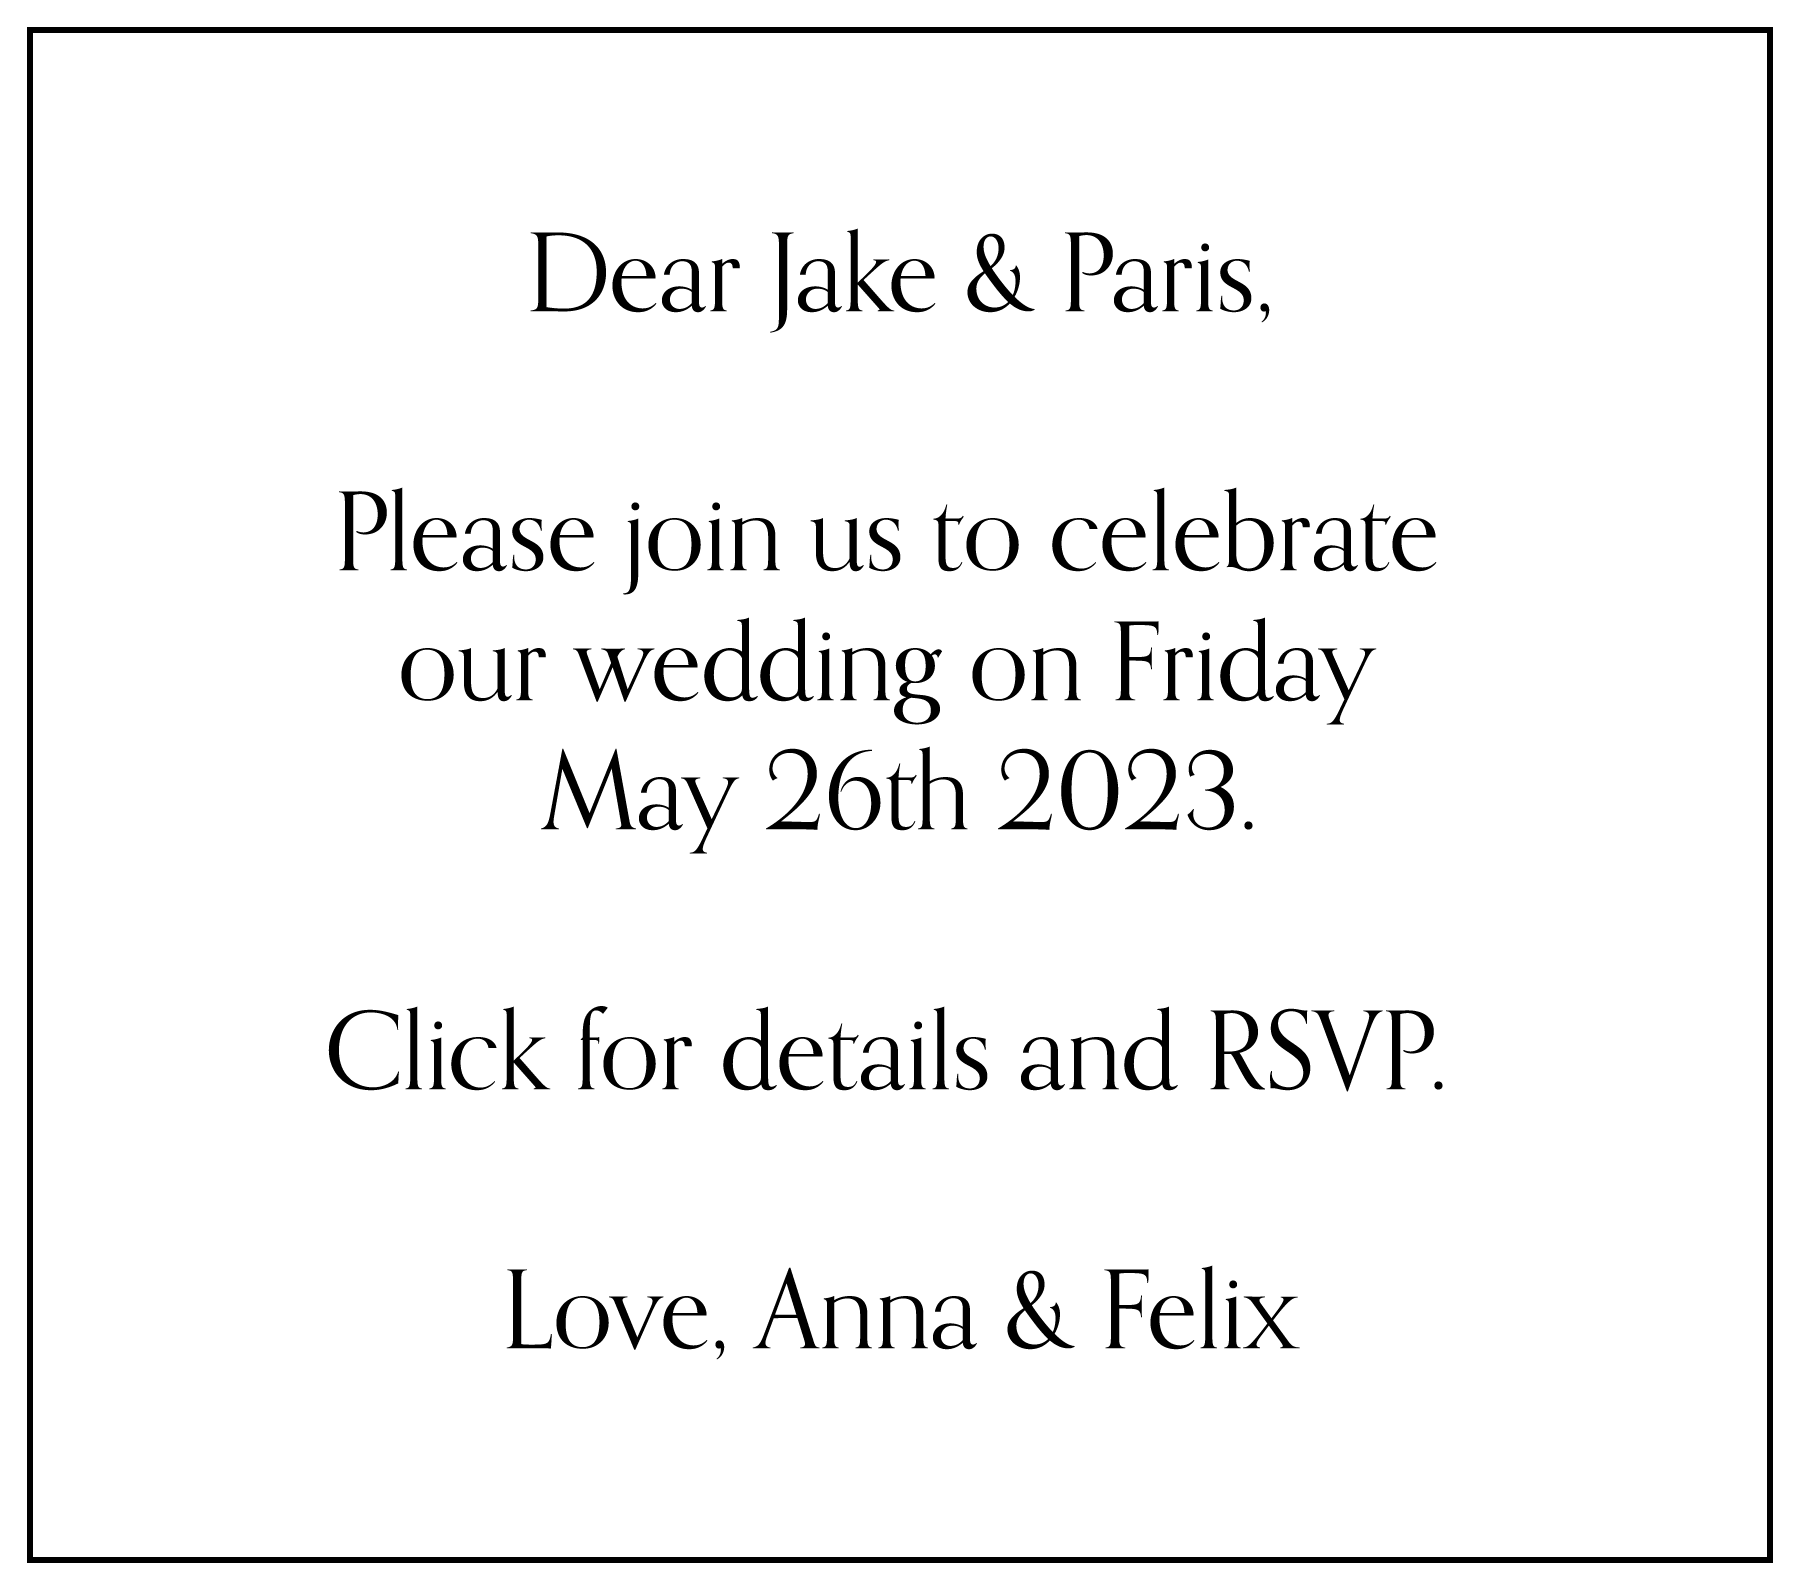 Dear Jake & Paris,
Please join us to celebrate
our wedding on Friday
May 26th 2023.
Click for details and RSVP.
Love, Anna & Felix